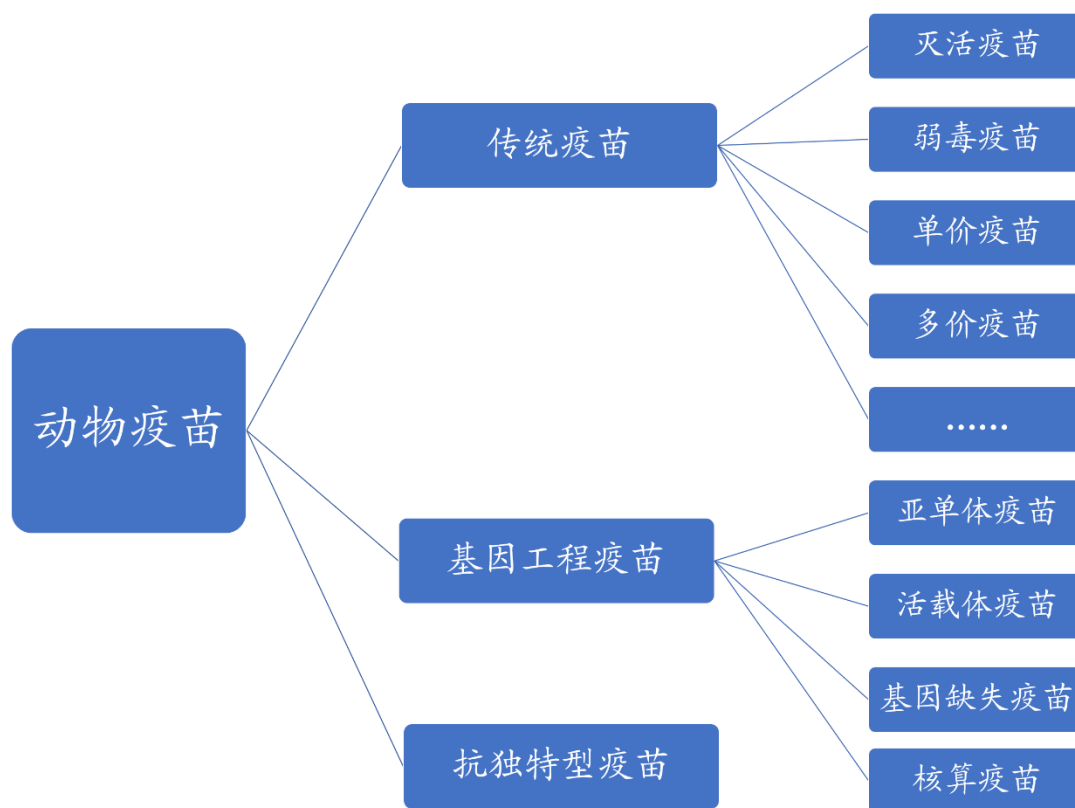 动物疫苗
传统疫苗
灭活疫苗
弱毒疫苗
单价疫苗
多价疫苗
......
基因工程疫苗
亚单体疫苗
活载体疫苗
基因缺失疫苗
核算疫苗
抗独特型疫苗